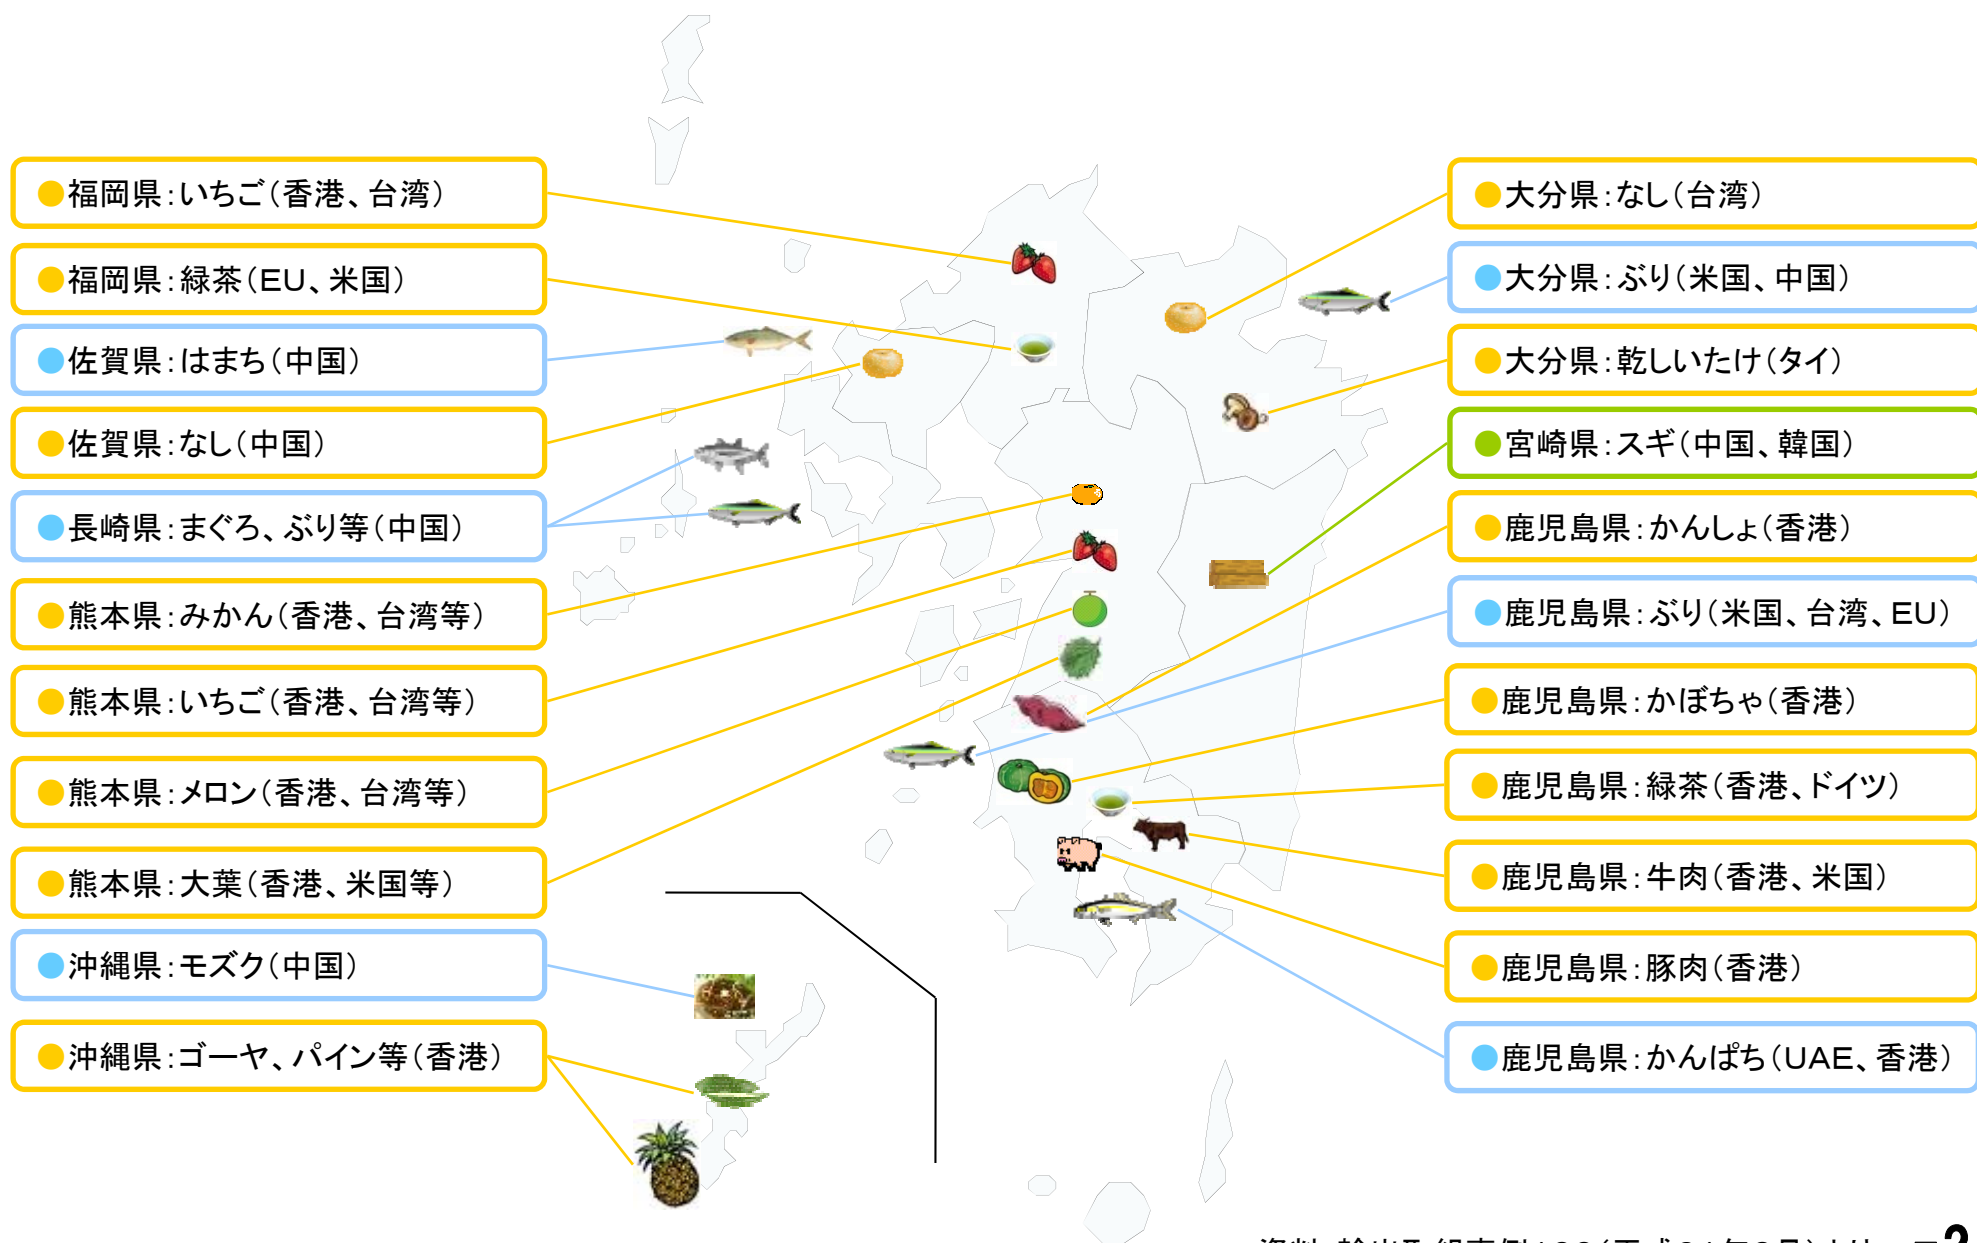 ●福岡県：いちご（香港、台湾）
●福岡県：緑茶（ＥＵ、米国）
●佐賀県：はまち（中国）
●佐賀県：なし（中国）
●長崎県：まぐろ、ぶり等（中国）
●熊本県：みかん（香港、台湾等）
●熊本県：いちご（香港、台湾等）
●熊本県：メロン（香港、台湾等）
●熊本県：大葉（香港、米国等）
●沖縄県：モズク（中国）
●沖縄県：ゴーヤ、パイン等（香港）
●大分県：なし（台湾）
●大分県：ぶり（米国、中国）
●大分県：乾しいたけ（タイ）
●宮崎県：スギ（中国、韓国）
●鹿児島県：かんしょ（香港）
●鹿児島県：ぶり（米国、台湾、ＥＵ）
●鹿児島県：かぼちゃ（香港）
●鹿児島県：緑茶（香港、ドイツ）
●鹿児島県：牛肉（香港、米国）
●鹿児島県：豚肉（香港）
●鹿児島県：かんぱち（ＵＡＥ、香港）